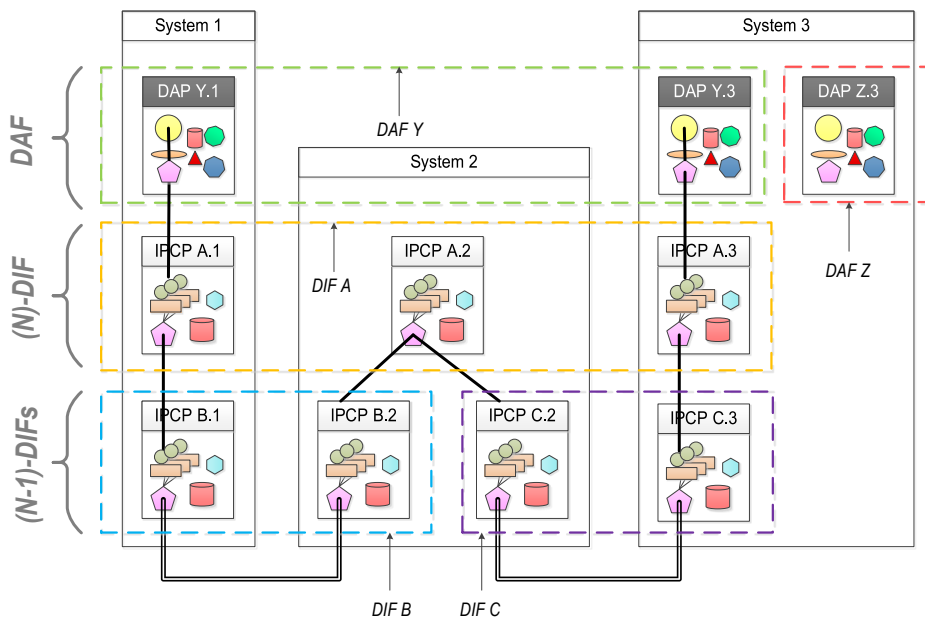 System 1
System 3
DAF
DAP Y.1
DAP Y.3
DAP Z.3
DAF Y
System 2
(N)-DIF
IPCP A.1
IPCP A.2
IPCP A.3
DAF Z
DIF A
(N-1)-DIFs
IPCP B.1
IPCP B.2
IPCP C.2
IPCP C.3
DIF B
DIF C